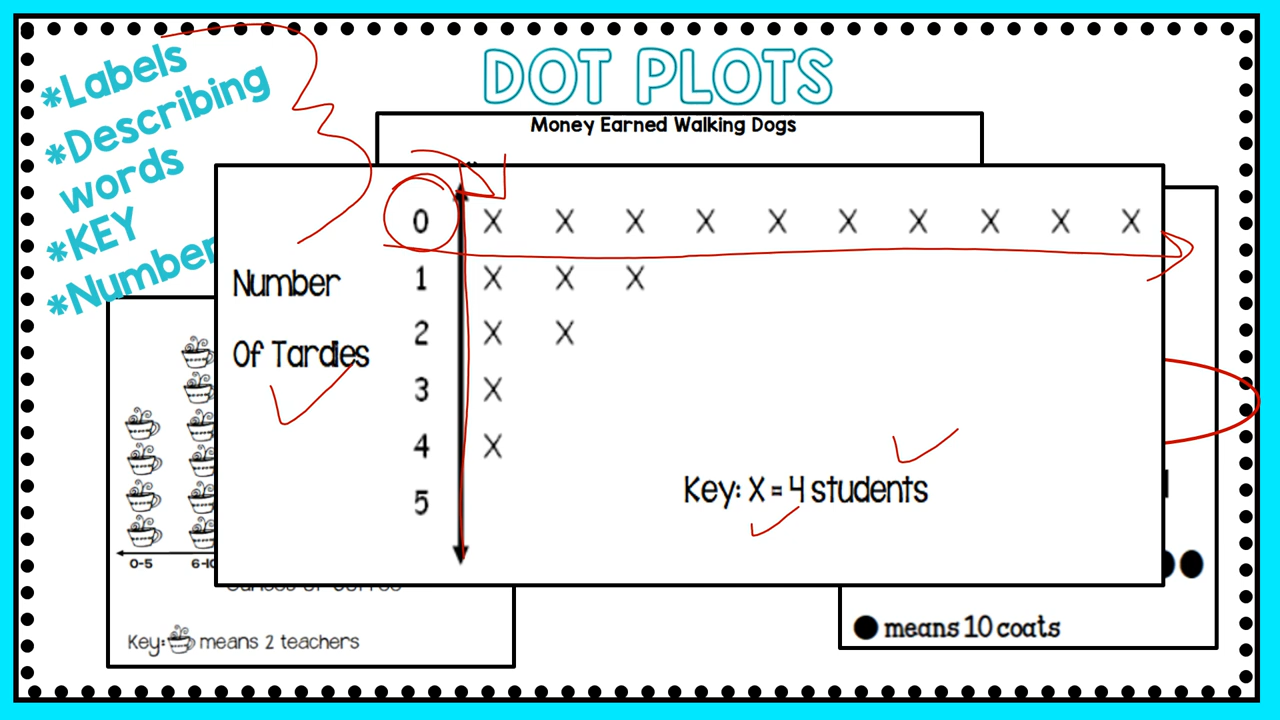 DOT PLOTS
*Labels
*Describing
words
*KEY
*Number
Money Earned Walking Dogs
0 X X X X X X X X X X
Number
1 X X X
2 X X
Of Tardies
3 X
4 X
5
Key: X = 4 students
0-5
Key: means 2 teachers
means 10 coats